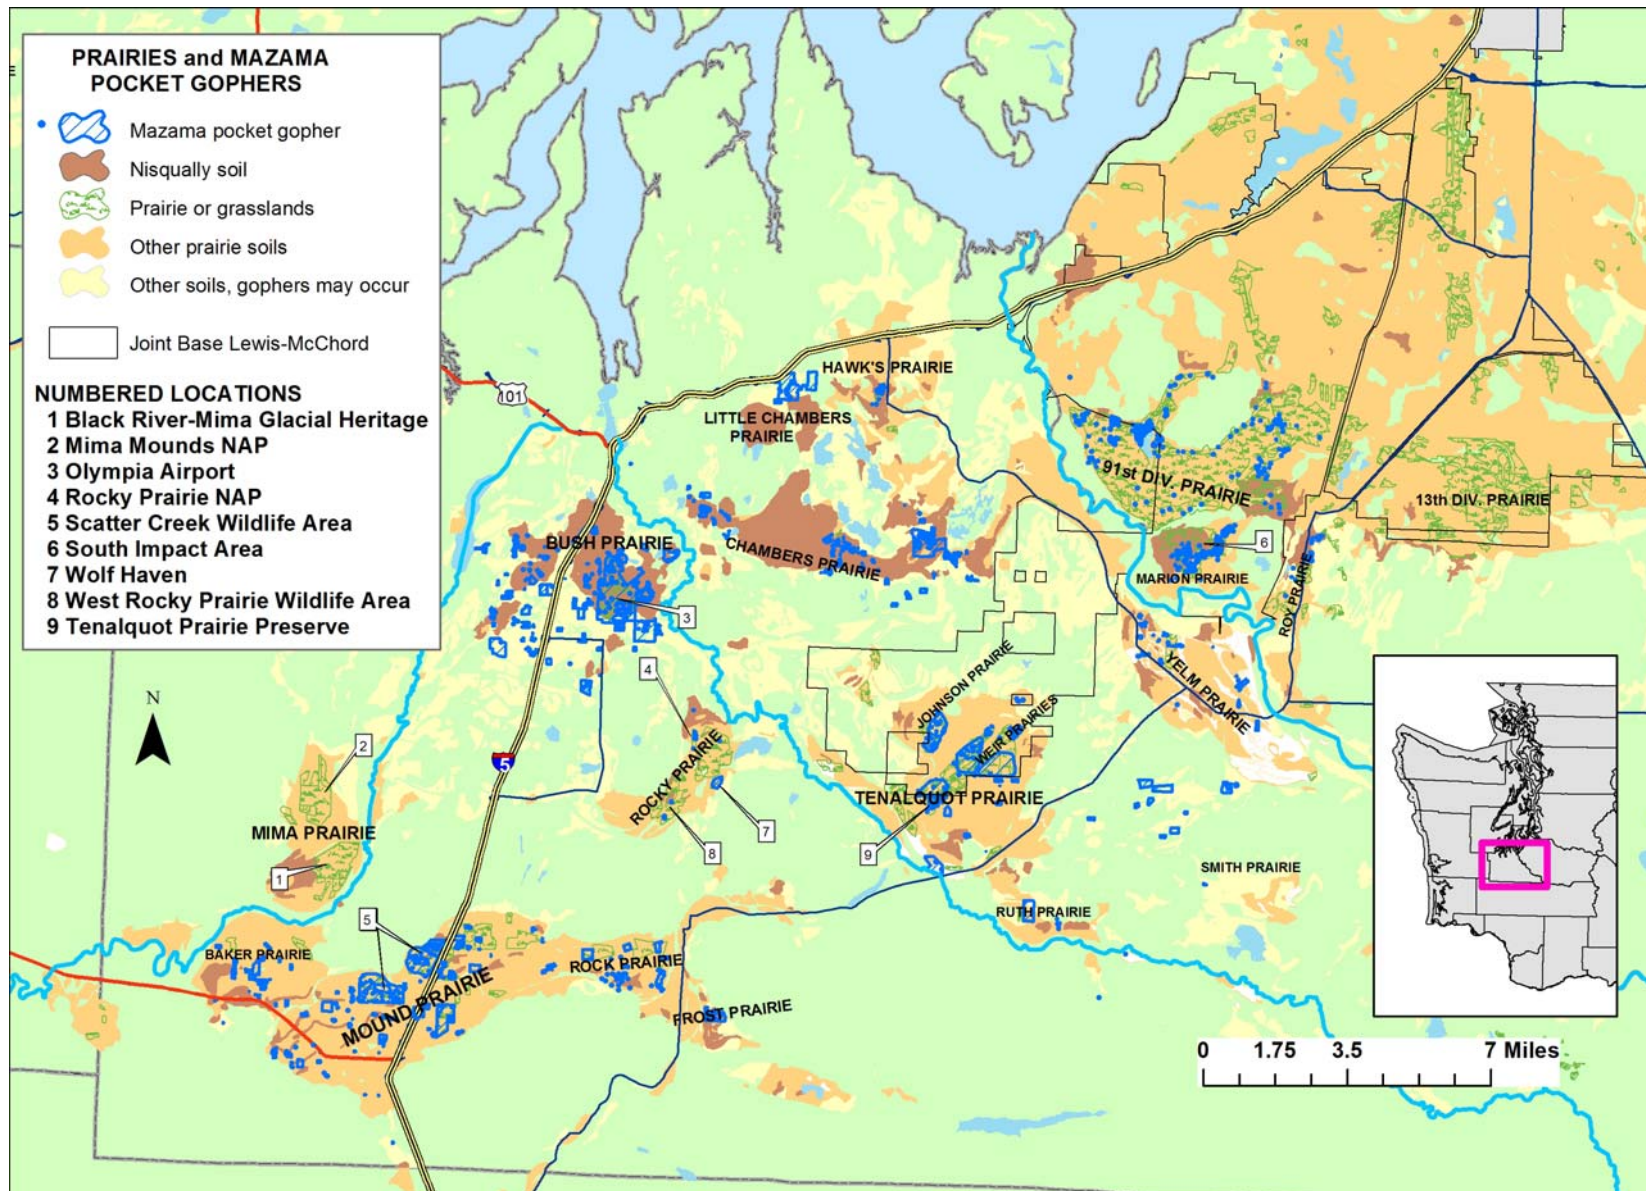 PRAIRIES and MAZAMA
POCKET GOPHERS
Mazama pocket gopher
Nisqually soil
Prairie or grasslands
Other prairie soils
Other soils, gophers may occur
Joint Base Lewis-McChord
NUMBERED LOCATIONS
1 Black River-Mima Glacial Heritage
2 Mima Mounds NAP
3 Olympia Airport
4 Rocky Prairie NAP
5 Scatter Creek Wildlife Area
6 South Impact Area
7 Wolf Haven
8 West Rocky Prairie Wildlife Area
9 Tenalquot Prairie Preserve
101
HAWK'S PRAIRIE
LITTLE CHAMBERS
PRAIRIE
91st DIV. PRAIRIE
13th DIV. PRAIRIE
BUSH PRAIRIE
CHAMBERS PRAIRIE
6
MARION PRAIRIE
ROY PRAIRIE
3
4
JOHNSON PRAIRIE
YELM PRAIRIE
N
WEIR PRAIRIES
2
5
ROCKY PRAIRIE
TENALQUOT PRAIRIE
MIMA PRAIRIE
7
8
9
1
SMITH PRAIRIE
5
RUTH PRAIRIE
BAKER PRAIRIE
ROCK PRAIRIE
MOUND PRAIRIE
FROST PRAIRIE
0 1.75 3.5 7 Miles